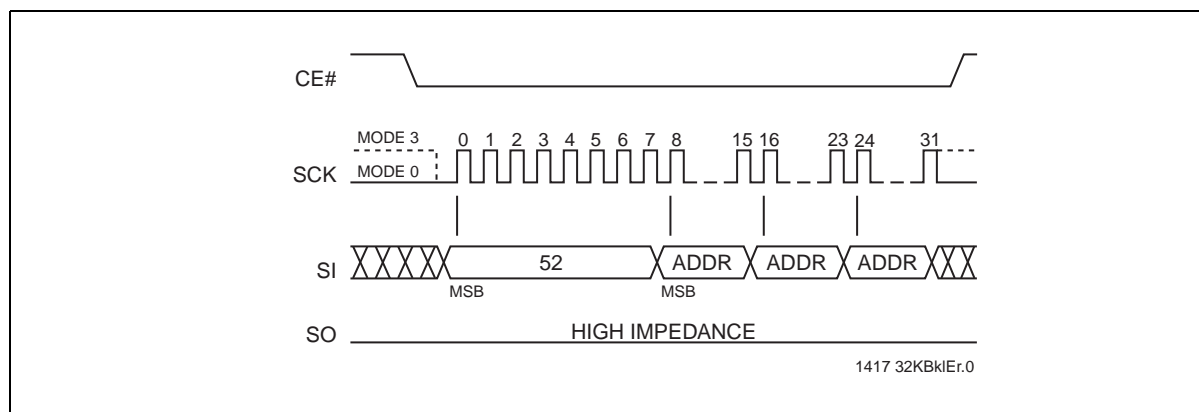 CE#
MODE 3
0 1 2 3 4 5 6 7 8 15 16 23 24 31
SCK MODE 0
SI 52 ADDR ADDR ADDR
MSB MSB
SO HIGH IMPEDANCE
1417 32KBklEr.0